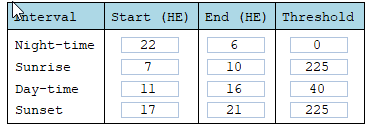 Interval Start (HE) End (HE) Threshold
Night-time 22 6 0
Sunrise 7 10 225
Day-time 11 16 40
Sunset 17 21 225